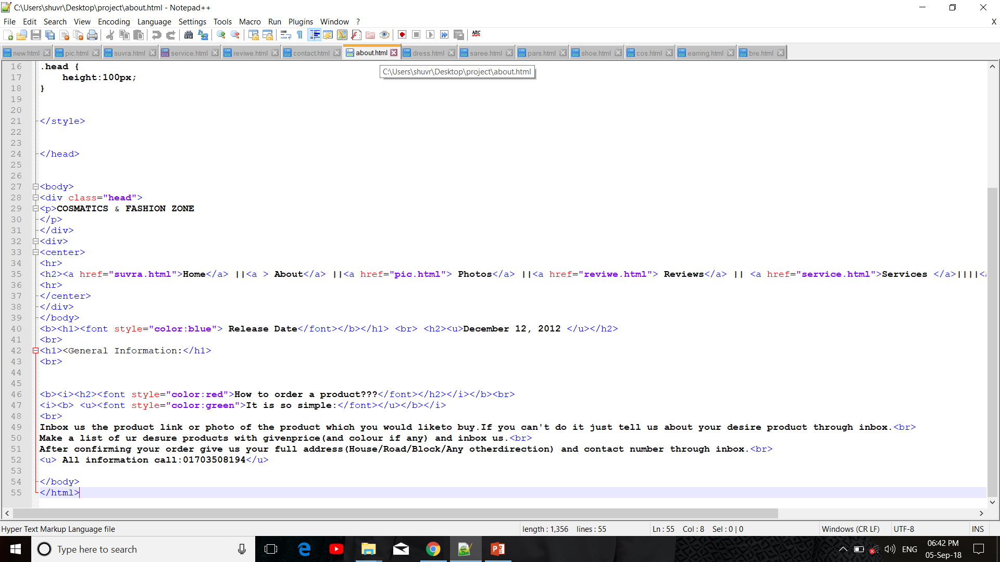 C:\Users\shuvr\Desktop\project\about.html - Notepad++
File Edit Search View Encoding Language Settings Tools Macro Run Plugins Window ? X
ABC
new.html pic.html suvra.html service.html reviwe.html contact.html about.html dress.html saree.html pars.html shoe.html cos.html earring.html bre.html
C:\Users\shuvr\Desktop\project\about.html
16 .head {
17 height:100px;
18 }
19
20
21 </style>
22
23
24 </head>
25
26
27 <body>
28 <div class="head">
29 <p>COSMATICS & FASHION ZONE
30 </p>
31 </div>
32 <div>
33 <center>
34 <hr>
35 <h2><a href="suvra.html">Home</a> ||<a > About</a> ||<a href="pic.html"> Photos</a> ||<a href="reviwe.html"> Reviews</a> || <a href="service.html">Services </a>||||<a
36 <hr>
37 </center>
38 </div>
39 </body>
40 <b><h1><font style="color:blue"> Release Date</font></b></h1> <br> <h2><u>December 12, 2012 </u></h2>
41 <br>
42 <h1><General Information:</h1>
43 <br>
44
45
46 <b><i><h2><font style="color:red">How to order a product???</font></h2></i></b><br>
47 <i><b> <u><font style="color:green">It is so simple:</font></u></b></i>
48 <br>
49 Inbox us the product link or photo of the product which you would liketo buy.If you can't do it just tell us about your desire product through inbox.<br>
50 Make a list of ur desure products with givenprice(and colour if any) and inbox us.<br>
51 After confirming your order give us your full address(House/Road/Block/Any otherdirection) and contact number through inbox.<br>
52 <u> All information call:01703508194</u>
53
54 </body>
55 </html>
Hyper Text Markup Language file length : 1,356 lines : 55 Ln : 55 Col : 8 Sel : 0 | 0 Windows (CR LF) UTF-8 INS
Type here to search ENG 06:42 PM
05-Sep-18